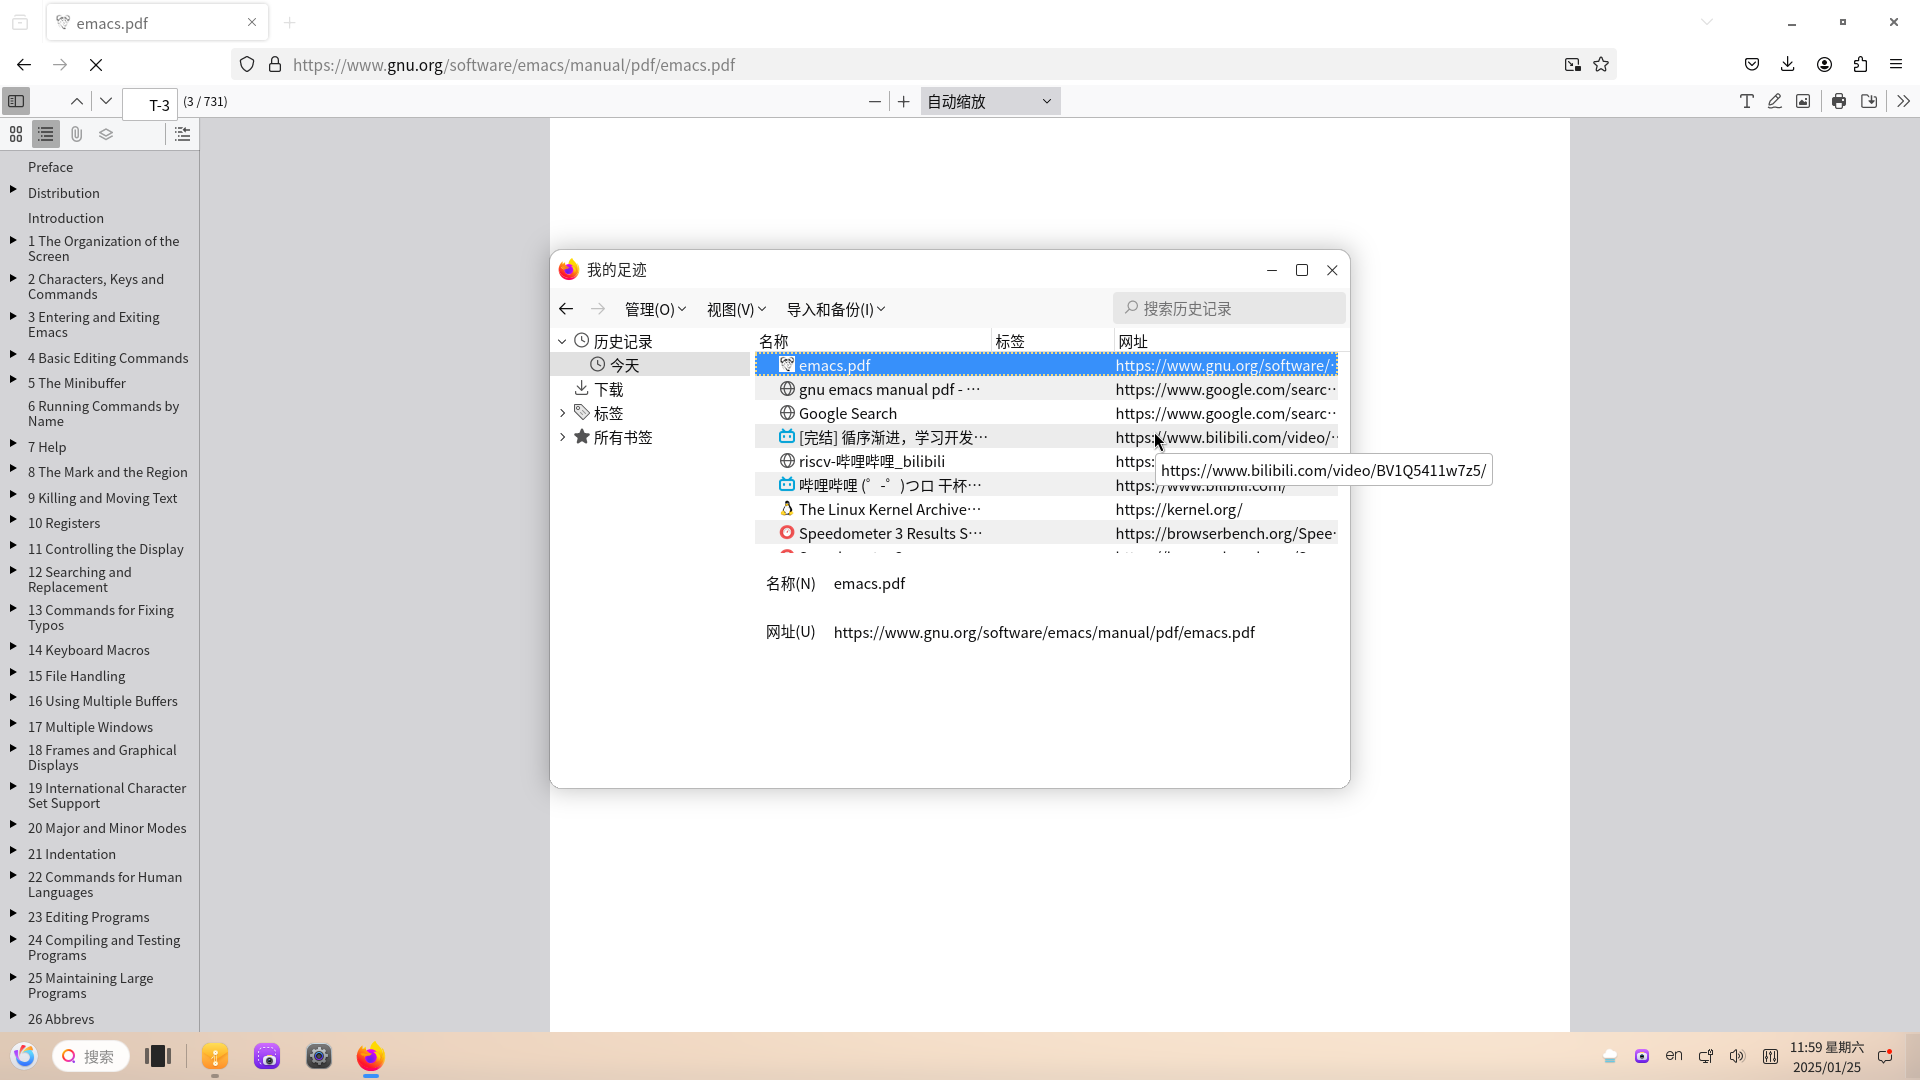 emacs.pdf
https://www.gnu.org/software/emacs/manual/pdf/emacs.pdf
T-3
(3 / 731)
自动缩放
Preface
Distribution
Introduction
1 The Organization of the
Screen
2 Characters, Keys and
Commands
3 Entering and Exiting
Emacs
4 Basic Editing Commands
5 The Minibuffer
6 Running Commands by
Name
7 Help
8 The Mark and the Region
9 Killing and Moving Text
10 Registers
11 Controlling the Display
12 Searching and
Replacement
13 Commands for Fixing
Typos
14 Keyboard Macros
15 File Handling
16 Using Multiple Buffers
17 Multiple Windows
18 Frames and Graphical
Displays
19 International Character
Set Support
20 Major and Minor Modes
21 Indentation
22 Commands for Human
Languages
23 Editing Programs
24 Compiling and Testing
Programs
25 Maintaining Large
Programs
26 Abbrevs
我的足迹
管理(O) 视图(V) 导入和备份(I)
搜索历史记录
历史记录
今天
下载
标签
所有书签
名称 标签 网址
emacs.pdf https://www.gnu.org/software/
gnu emacs manual pdf - … https://www.google.com/searc…
Google Search https://www.google.com/searc…
[完结] 循序渐进，学习开发… https://www.bilibili.com/video/…
riscv-哔哩哔哩_bilibili https:
https://www.bilibili.com/video/BV1Q5411w7z5/
哔哩哔哩 (゜-゜)つロ 干杯… https://www.bilibili.com/
The Linux Kernel Archive… https://kernel.org/
Speedometer 3 Results S… https://browserbench.org/Spee…
名称(N) emacs.pdf
网址(U) https://www.gnu.org/software/emacs/manual/pdf/emacs.pdf
搜索
en
11:59 星期六
2025/01/25